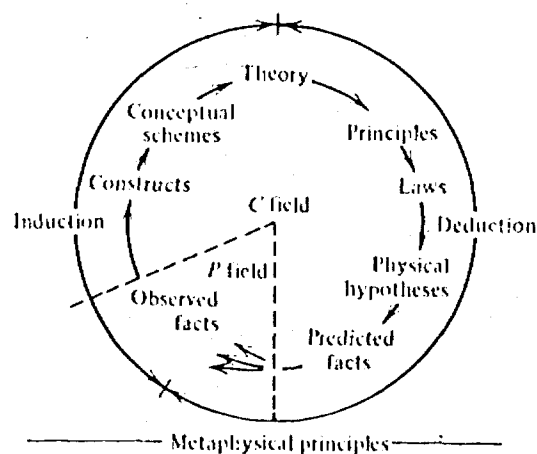 Theory
Conceptual
schemes
Principles
Constructs
Laws
Induction
C field
Deduction
P field
Physical
hypotheses
Observed
facts
Predicted
facts
Metaphysical principles